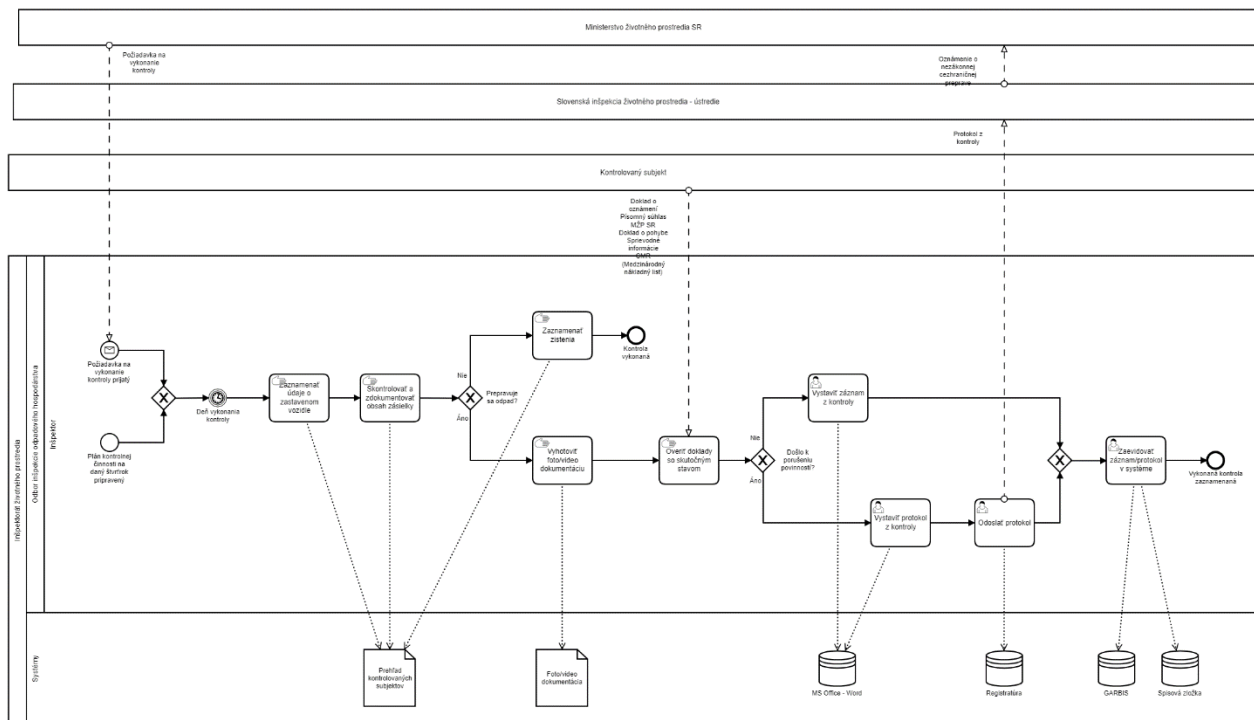 Ministerstvo životného prostredia SR
Požiadavka na
vykonanie
kontroly
Oznámenie o
nezákonnej
cezhraničnej
preprave
Slovenská inšpekcia životného prostredia - ústredie
Protokol z
kontroly
Kontrolovaný subjekt
Doklad o
oznámení
Písomný súhlas
MŽP SR
Doklad o pohybe
Sprievodné
informácie
CMR
(Medzinárodný
nákladný list)
Inšpektorát životného prostredia
Odbor inšpekcie odpadového hospodárstva
Inšpektor
Požiadavka na
vykonanie
kontroly prijatý
Plán kontrolnej
činnosti na
daný štvrťrok
pripravený
Deň vykonania
kontroly
Zaznamenať
údaje o
zastavenom
vozidle
Skontrolovať a
zdokumentovať
obsah zásielky
Nie
Prepravuje
sa odpad?
Áno
Zaznamenať
zistenia
Kontrola
vykonaná
Vyhotoviť
foto/video
dokumentáciu
Overiť doklady
so skutočným
stavom
Nie
Došlo k
porušeniu
povinností?
Áno
Vystaviť záznam
z kontroly
Vystaviť protokol
z kontroly
Odoslať protokol
Zaevidovať
záznam/protokol
v systéme
Vykonaná kontrola
zaznamenaná
Systémy
Prehľad
kontrolovaných
subjektov
Foto/video
dokumentácia
MS Office - Word
Registratúra
GARBIS
Spisová zložka